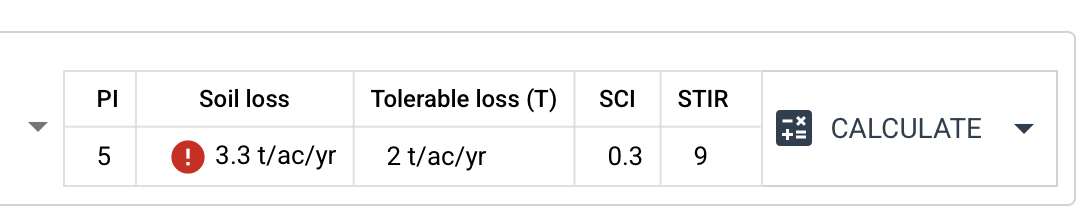 PI Soil loss Tolerable loss (T) SCI STIR
5 3.3 t/ac/yr 2 t/ac/yr 0.3 9
CALCULATE